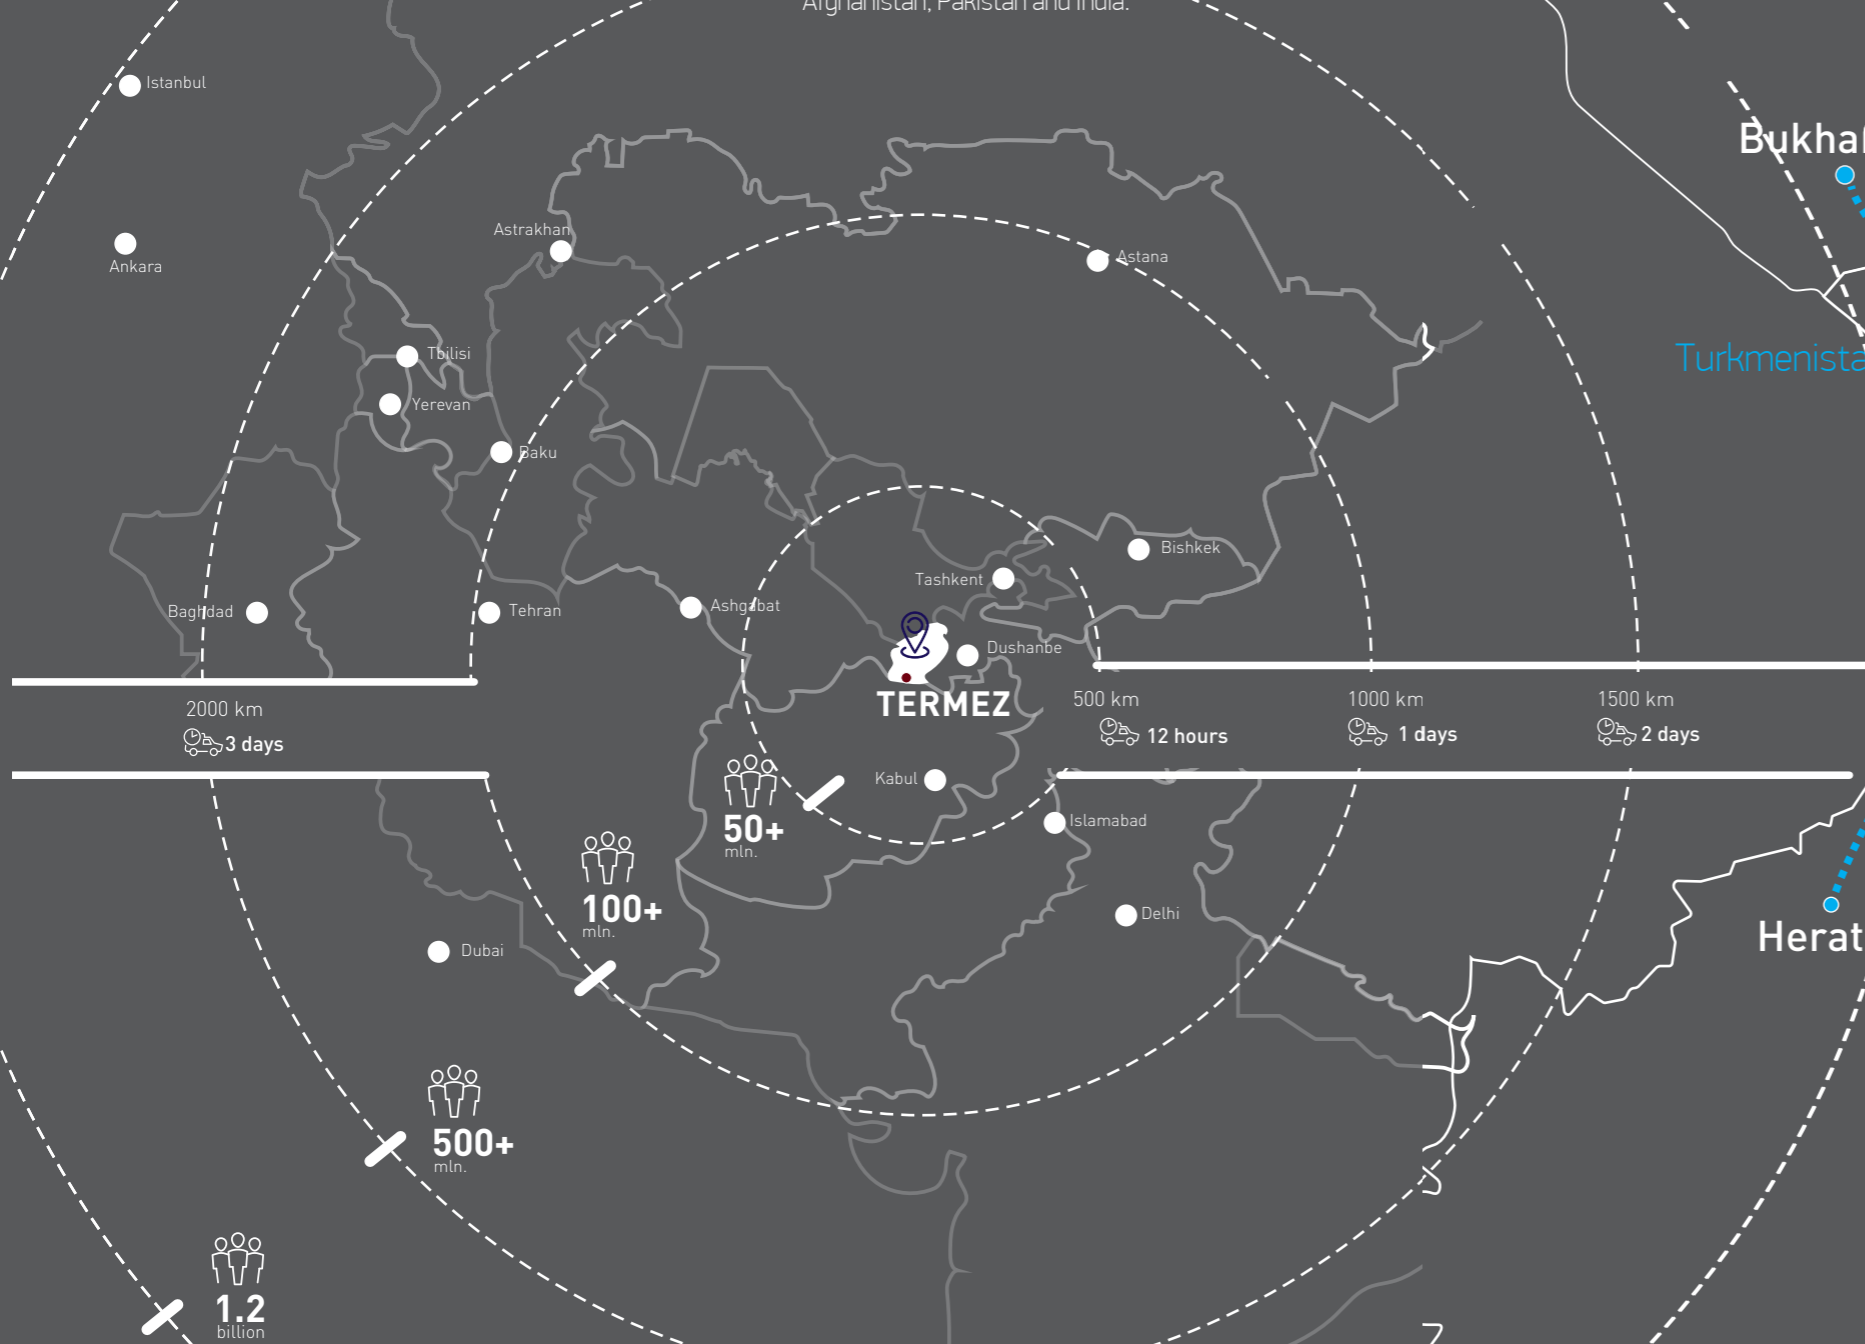 Afghanistan, Pakistan and India.
Istanbul
Bukha
Astrakhan
Ankara
Astana
Tbilisi
Turkmenista
Yerevan
Baku
Bishkek
Tashkent
Baghdad
Tehran
Ashgabat
Dushanbe
TERMEZ
2000 km
500 km
1000 km
1500 km
3 days
12 hours
1 days
2 days
Kabul
50+
mln.
Islamabad
100+
mln.
Delhi
Herat
Dubai
500+
mln.
1.2
billion